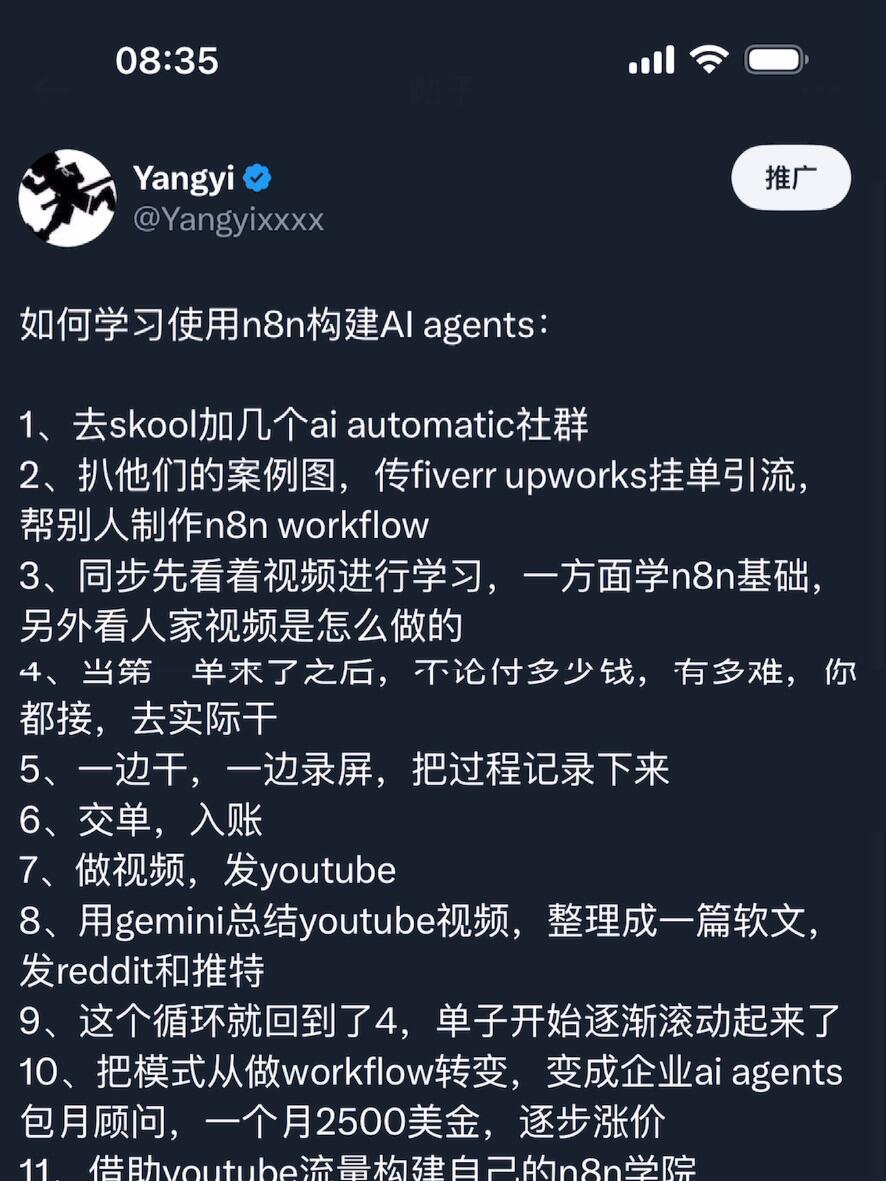 08:35
Yangyi
推广
@Yangyixxxx
如何学习使用n8n构建AI agents：
1、去skool加几个ai automatic社群
2、扒他们的案例图，传fiverr upworks挂单引流，
帮别人制作n8n workflow
3、同步先看着视频进行学习，一方面学n8n基础，
另外看人家视频是怎么做的
4、当第一单来了之后，不论付多少钱，有多难，你
都接，去实际干
5、一边干，一边录屏，把过程记录下来
6、交单，入账
7、做视频，发youtube
8、用gemini总结youtube视频，整理成一篇软文，
发reddit和推特
9、这个循环就回到了4，单子开始逐渐滚动起来了
10、把模式从做workflow转变，变成企业ai agents
包月顾问，一个月2500美金，逐步涨价
11、借助youtube流量构建自己的n8n学院